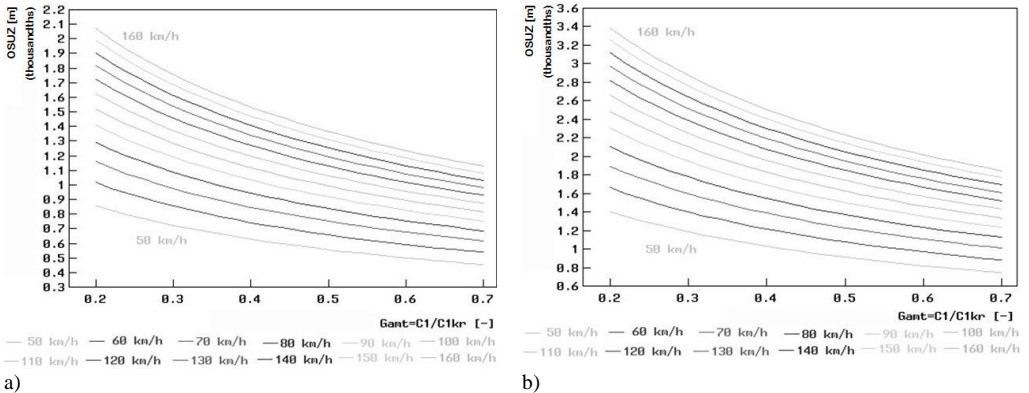 OSUZ [m]
(thousandths)
2.2
2.1
2
1.9
1.8
1.7
1.6
1.5
1.4
1.3
1.2
1.1
1
0.9
0.8
0.7
0.6
0.5
0.4
0.3
160 km/h
50 km/h
0.2 0.3 0.4 0.5 0.6 0.7
Gamt=C1/C1kr [-]
50 km/h 60 km/h 70 km/h 80 km/h 90 km/h 100 km/h
110 km/h 120 km/h 130 km/h 140 km/h 150 km/h 160 km/h
a)
OSUZ [m]
(thousandths)
3.6
3.4
3.2
3
2.8
2.6
2.4
2.2
2
1.8
1.6
1.4
1.2
1
0.8
0.6
160 km/h
50 km/h
0.2 0.3 0.4 0.5 0.6 0.7
Gamt=C1/C1kr [-]
50 km/h 60 km/h 70 km/h 80 km/h 90 km/h 100 km/h
110 km/h 120 km/h 130 km/h 140 km/h 150 km/h 160 km/h
b)